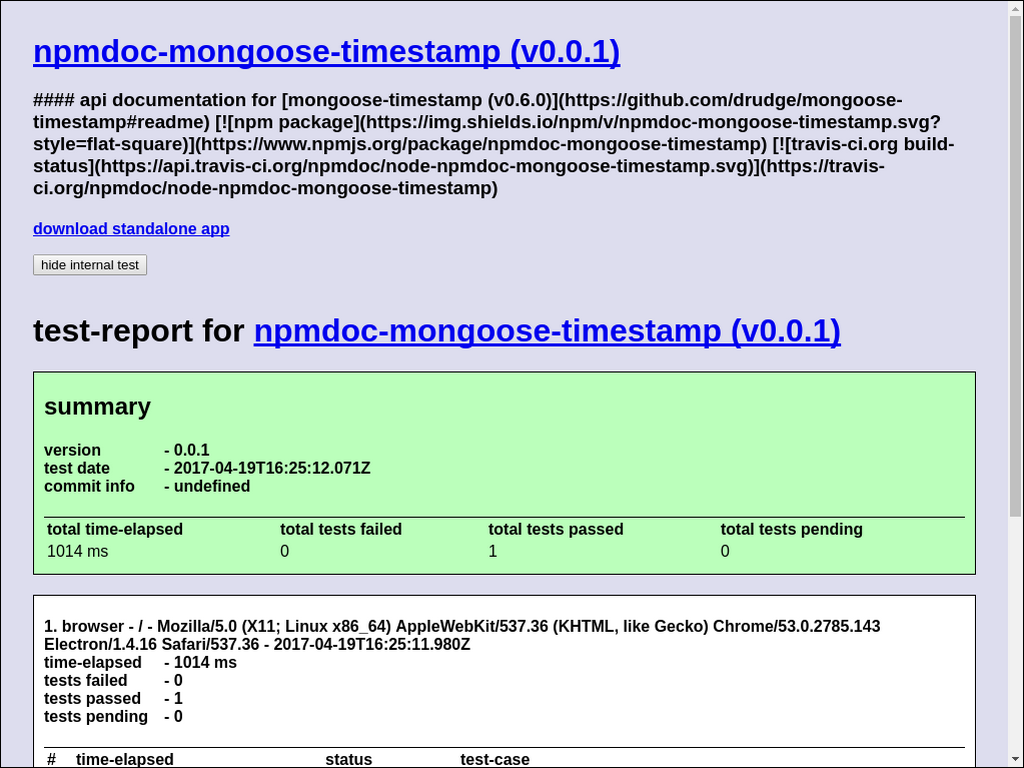 npmdoc-mongoose-timestamp (v0.0.1)
#### api documentation for [mongoose-timestamp (v0.6.0)](https://github.com/drudge/mongoose-
timestamp#readme) [![npm package](https://img.shields.io/npm/v/npmdoc-mongoose-timestamp.svg?
style=flat-square)](https://www.npmjs.org/package/npmdoc-mongoose-timestamp) [![travis-ci.org build-
status](https://api.travis-ci.org/npmdoc/node-npmdoc-mongoose-timestamp.svg)](https://travis-
ci.org/npmdoc/node-npmdoc-mongoose-timestamp)
download standalone app
hide internal test
test-report for npmdoc-mongoose-timestamp (v0.0.1)
summary
version - 0.0.1
test date - 2017-04-19T16:25:12.071Z
commit info - undefined
total time-elapsed total tests failed total tests passed total tests pending
1014 ms 0 1 0
1. browser - / - Mozilla/5.0 (X11; Linux x86_64) AppleWebKit/537.36 (KHTML, like Gecko) Chrome/53.0.2785.143
Electron/1.4.16 Safari/537.36 - 2017-04-19T16:25:11.980Z
time-elapsed - 1014 ms
tests failed - 0
tests passed - 1
tests pending - 0
# time-elapsed status test-case